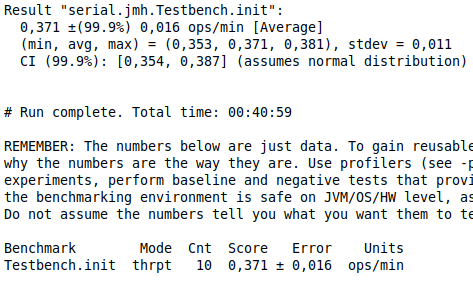 Result "serial.jmh.Testbench.init":
0,371 ±(99.9%) 0,016 ops/min [Average]
(min, avg, max) = (0,353, 0,371, 0,381), stdev = 0,011
CI (99.9%): [0,354, 0,387] (assumes normal distribution)
# Run complete. Total time: 00:40:59
REMEMBER: The numbers below are just data. To gain reusable
why the numbers are the way they are. Use profilers (see -p
experiments, perform baseline and negative tests that provi
the benchmarking environment is safe on JVM/OS/HW level, as
Do not assume the numbers tell you what you want them to te
Benchmark Mode Cnt Score Error Units
Testbench.init thrpt 10 0,371 ± 0,016 ops/min